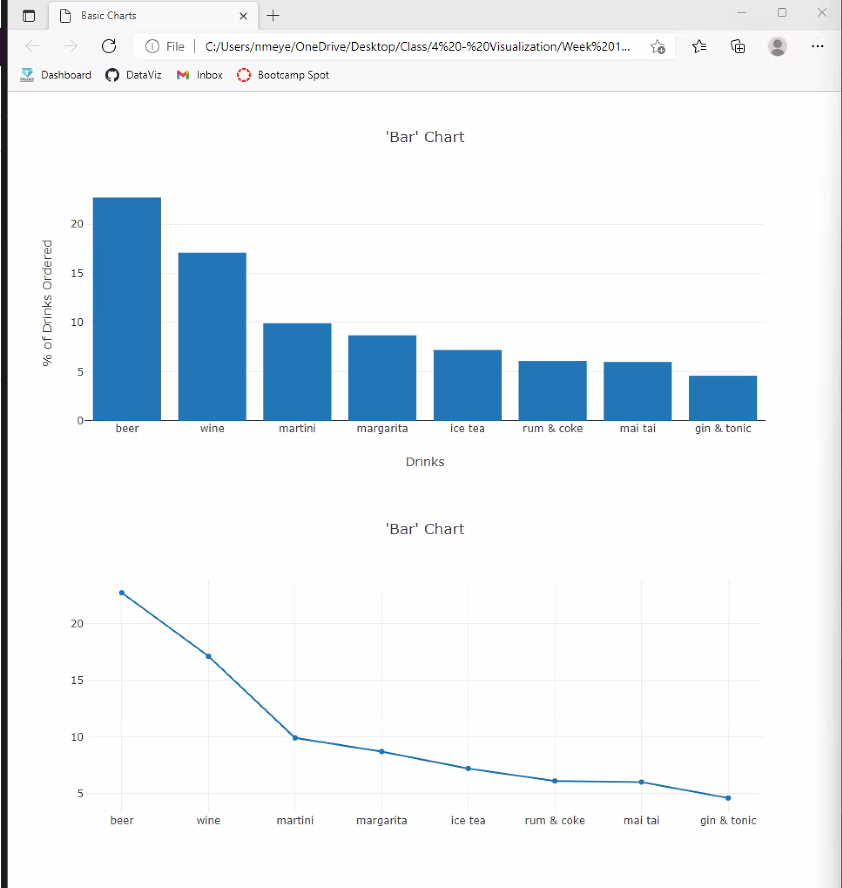 Basic Charts
File C:/Users/nmeye/OneDrive/Desktop/Class/4%20-%20Visualization/Week%201...
Dashboard DataViz Inbox Bootcamp Spot
'Bar' Chart
% of Drinks Ordered
20
15
10
5
0
beer wine martini margarita ice tea rum & coke mai tai gin & tonic
Drinks
'Bar' Chart
20
15
10
5
beer wine martini margarita ice tea rum & coke mai tai gin & tonic